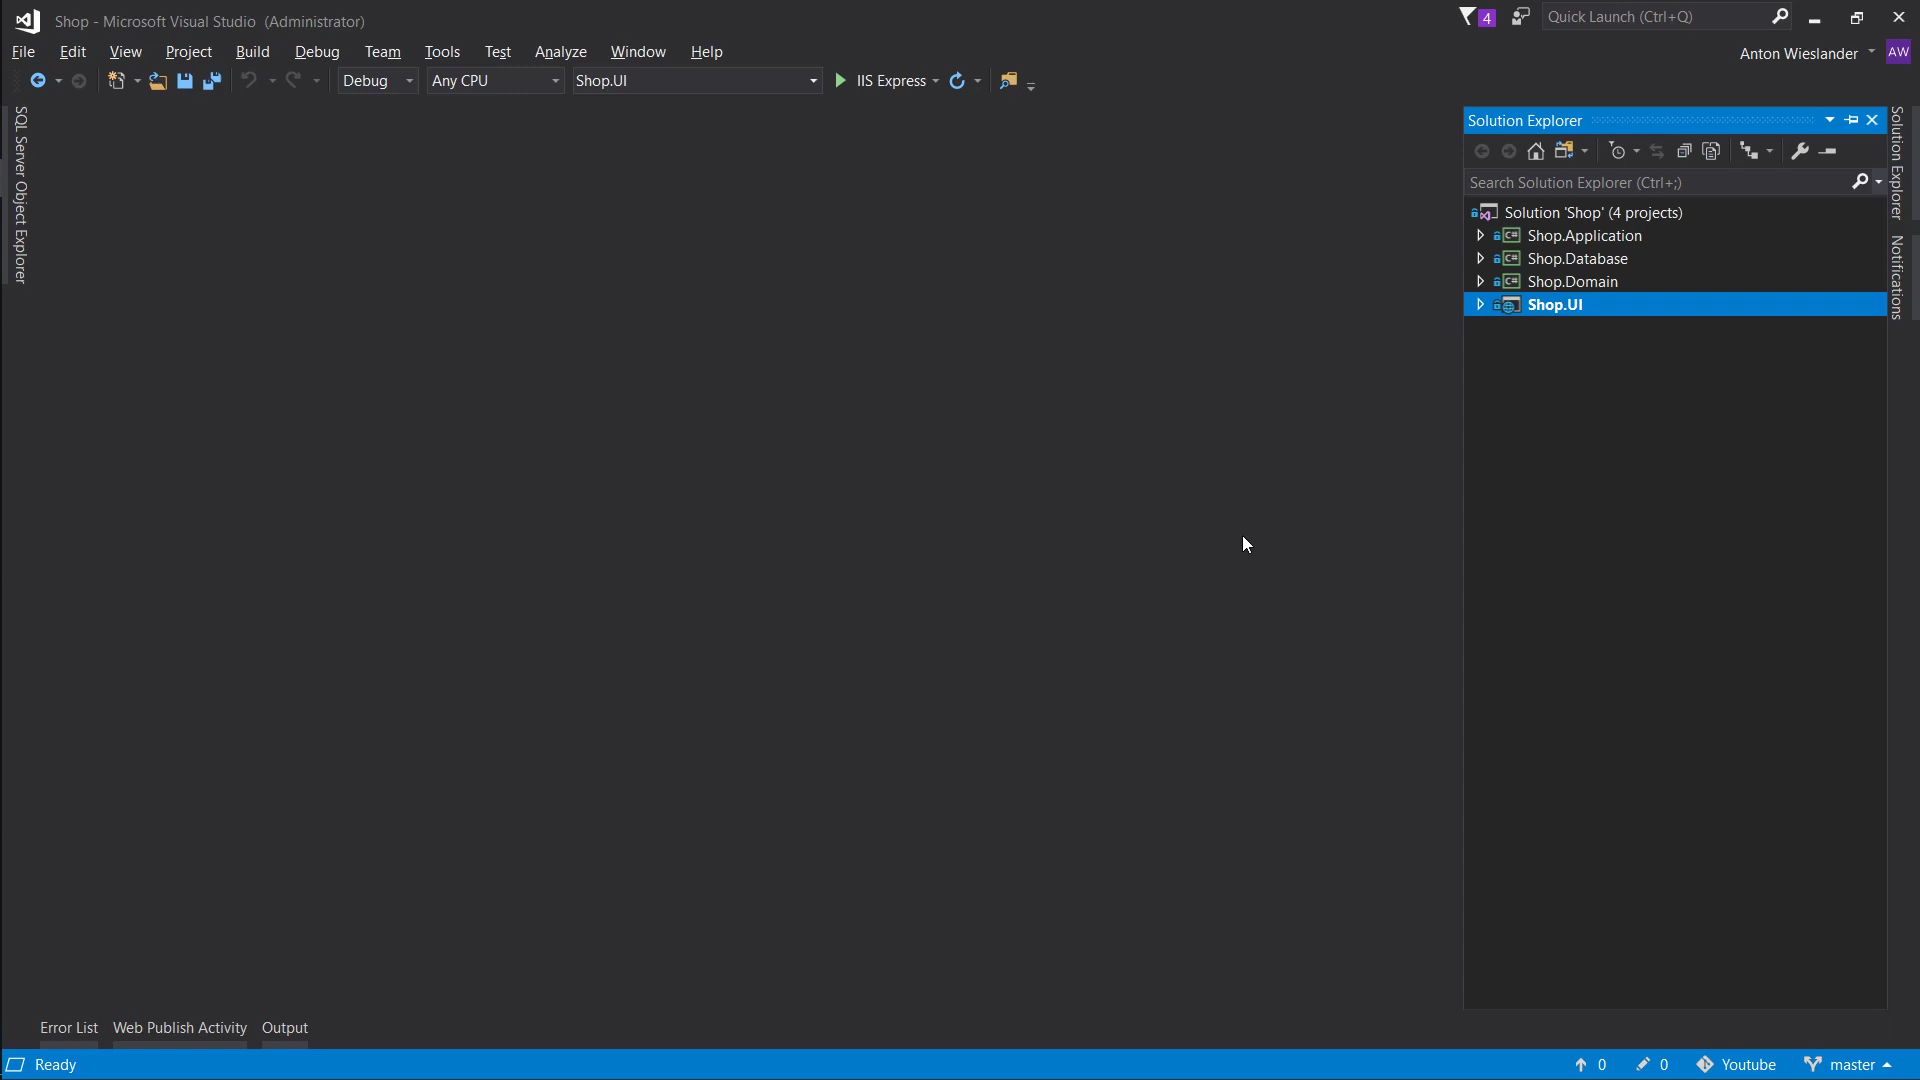 Shop - Microsoft Visual Studio (Administrator)
4
Quick Launch (Ctrl+Q)
File Edit View Project Build Debug Team Tools Test Analyze Window Help
Anton Wieslander AW
Debug Any CPU Shop.UI IIS Express
SQL Server Object Explorer
Solution Explorer
Search Solution Explorer (Ctrl+;)
Solution 'Shop' (4 projects)
C# Shop.Application
C# Shop.Database
C# Shop.Domain
Shop.UI
Solution Explorer
Notifications
Error List Web Publish Activity Output
Ready 0 0 Youtube master